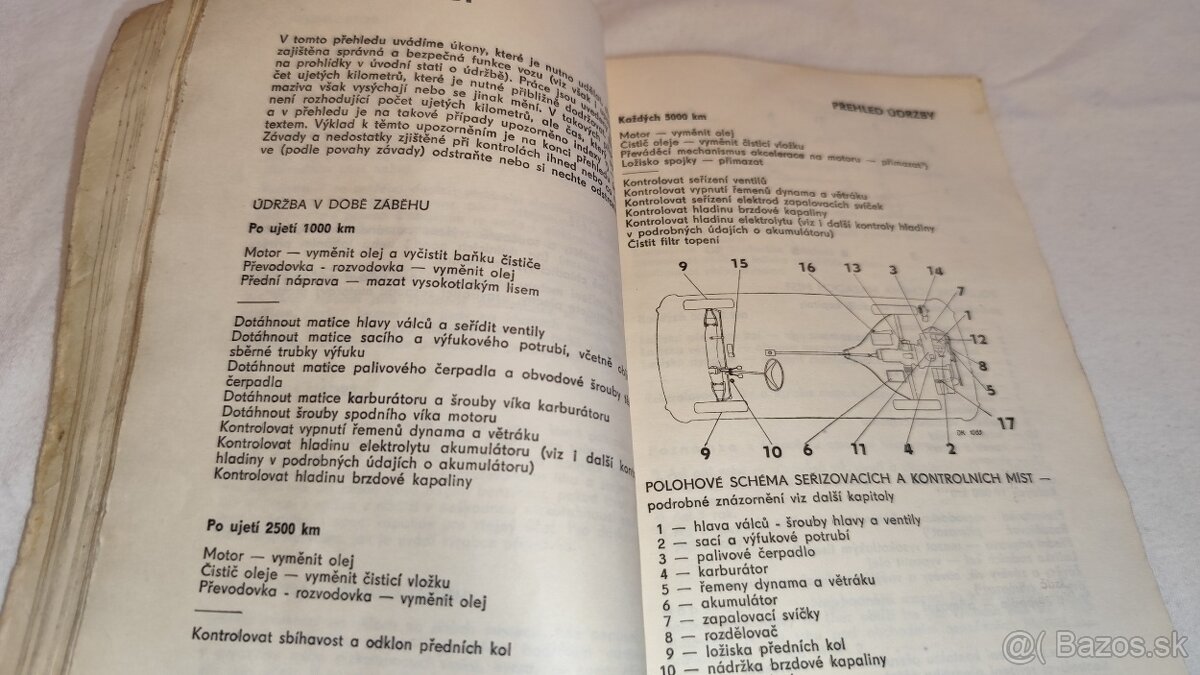 V tomto přehledu uvádíme úkony, které je nutno
zajištěna správná a bezpečná funkce vozu (viz však
na prohlídky v úvodní stati o údržbě). Práce jsou
čet ujetých kilometrů, které je nutné přibližně
maziva však vysýchají nebo se jinak mění. V takových
není rozhodující počet ujetých kilometrů, ale čas,
a v přehledu je na takové případy upozorněno indexy
textem. Výklad k těmto upozorněním je na konci přehledu
Závady a nedostatky zjištěné při kontrolách ihned nebo
ve (podle povahy závady) odstraňte nebo si nechte
ÚDRŽBA V DOBĚ ZÁBĚHU
Po ujetí 1000 km
Motor — vyměnit olej a vyčistit baňku čističe
Převodovka - rozvodovka — vyměnit olej
Přední náprava — mazat vysokotlakým lisem
Dotáhnout matice hlavy válců a seřídit ventily
Dotáhnout matice sacího a výfukového potrubí, včetně
sběrné trubky výfuku
Dotáhnout matice palivového čerpadla a obvodové šrouby
čerpadla
Dotáhnout matice karburátoru a šrouby víka karburátoru
Dotáhnout šrouby spodního víka motoru
Kontrolovat vypnutí řemenů dynama a větráku
Kontrolovat hladinu elektrolytu akumulátoru (viz i další
hladiny v podrobných údajích o akumulátoru)
Kontrolovat hladinu brzdové kapaliny
Po ujetí 2500 km
Motor — vyměnit olej
Čistič oleje — vyměnit čisticí vložku
Převodovka - rozvodovka — vyměnit olej
Kontrolovat sbíhavost a odklon předních kol
PŘEHLED ÚDRŽBY
Každých 5000 km
Motor — vyměnit olej
Čistič oleje — vyměnit čisticí vložku
Převáděcí mechanismus akcelerace na motoru — přimazat*)
Ložisko spojky — přimazat
Kontrolovat seřízení ventilů
Kontrolovat vypnutí řemenů dynama a větráku
Kontrolovat seřízení elektrod zapalovacích svíček
Kontrolovat hladinu brzdové kapaliny
Kontrolovat hladinu elektrolytu (viz i další kontroly hladiny
v podrobných údajích o akumulátoru)
Čistit filtr topení
9 15 16 13 3 14
7
1
12
8
5
17
9 10 6 11 4 2
POLOHOVÉ SCHÉMA SEŘIZOVACÍCH A KONTROLNÍCH MÍST —
podrobné znázornění viz další kapitoly
1 — hlava válců - šrouby hlavy a ventily
2 — sací a výfukové potrubí
3 — palivové čerpadlo
4 — karburátor
5 — řemeny dynama a větráku
6 — akumulátor
7 — zapalovací svíčky
8 — rozdělovač
9 — ložiska předních kol
10 — nádržka brzdové kapaliny
Bazos.sk